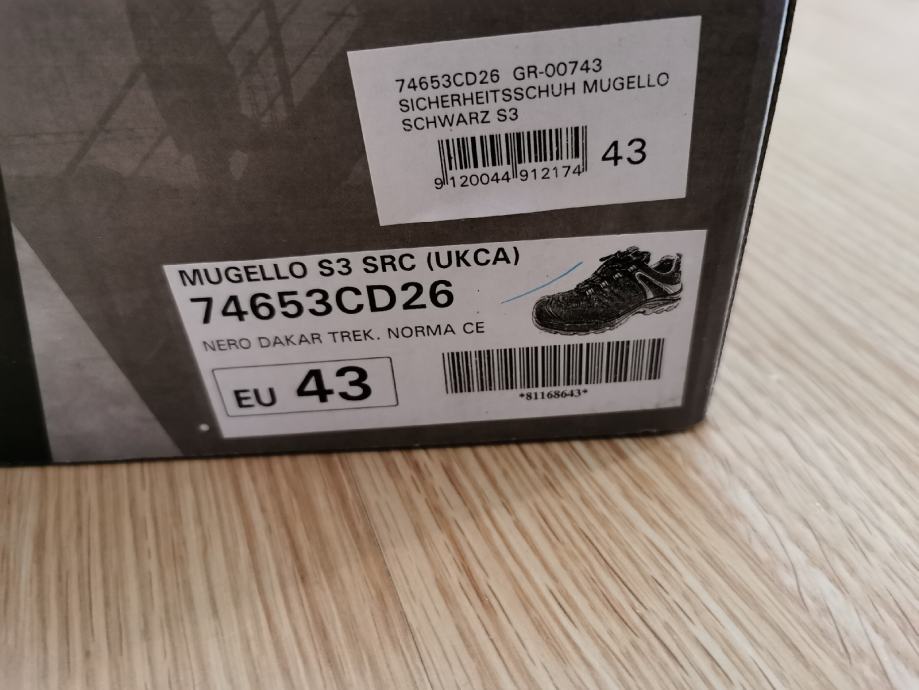 74653CD26 GR-00743
SICHERHEITSSCHUH MUGELLO
SCHWARZ S3
43
9 120044 912174
MUGELLO S3 SRC (UKCA)
74653CD26
NERO DAKAR TREK. NORMA CE
EU 43
*81168643*